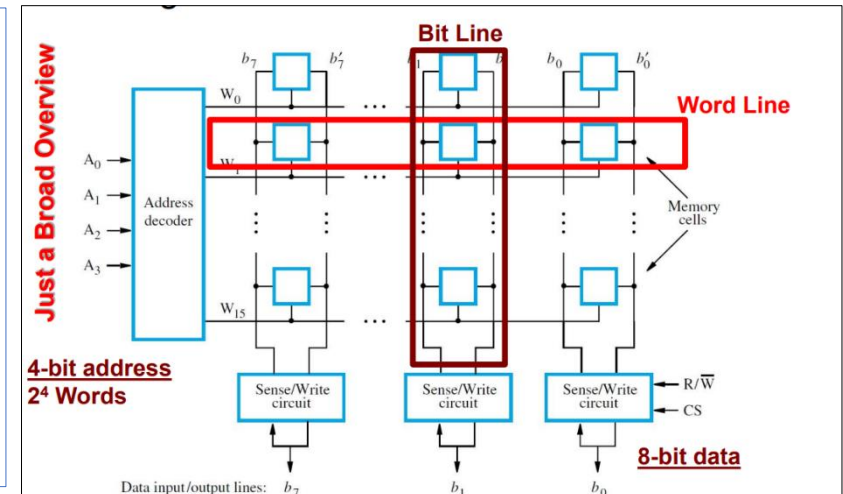 Just a Broad Overview
Bit Line
b7 b′7 b1 b b0 b′0
W0
Word Line
A0
W1
A1
Address
decoder
A2
A3
Memory
cells
W15
4-bit address
2⁴ Words
Sense/Write
circuit
Sense/Write
circuit
Sense/Write
circuit
R/W̅
CS
8-bit data
Data input/output lines: b7 b1 b0